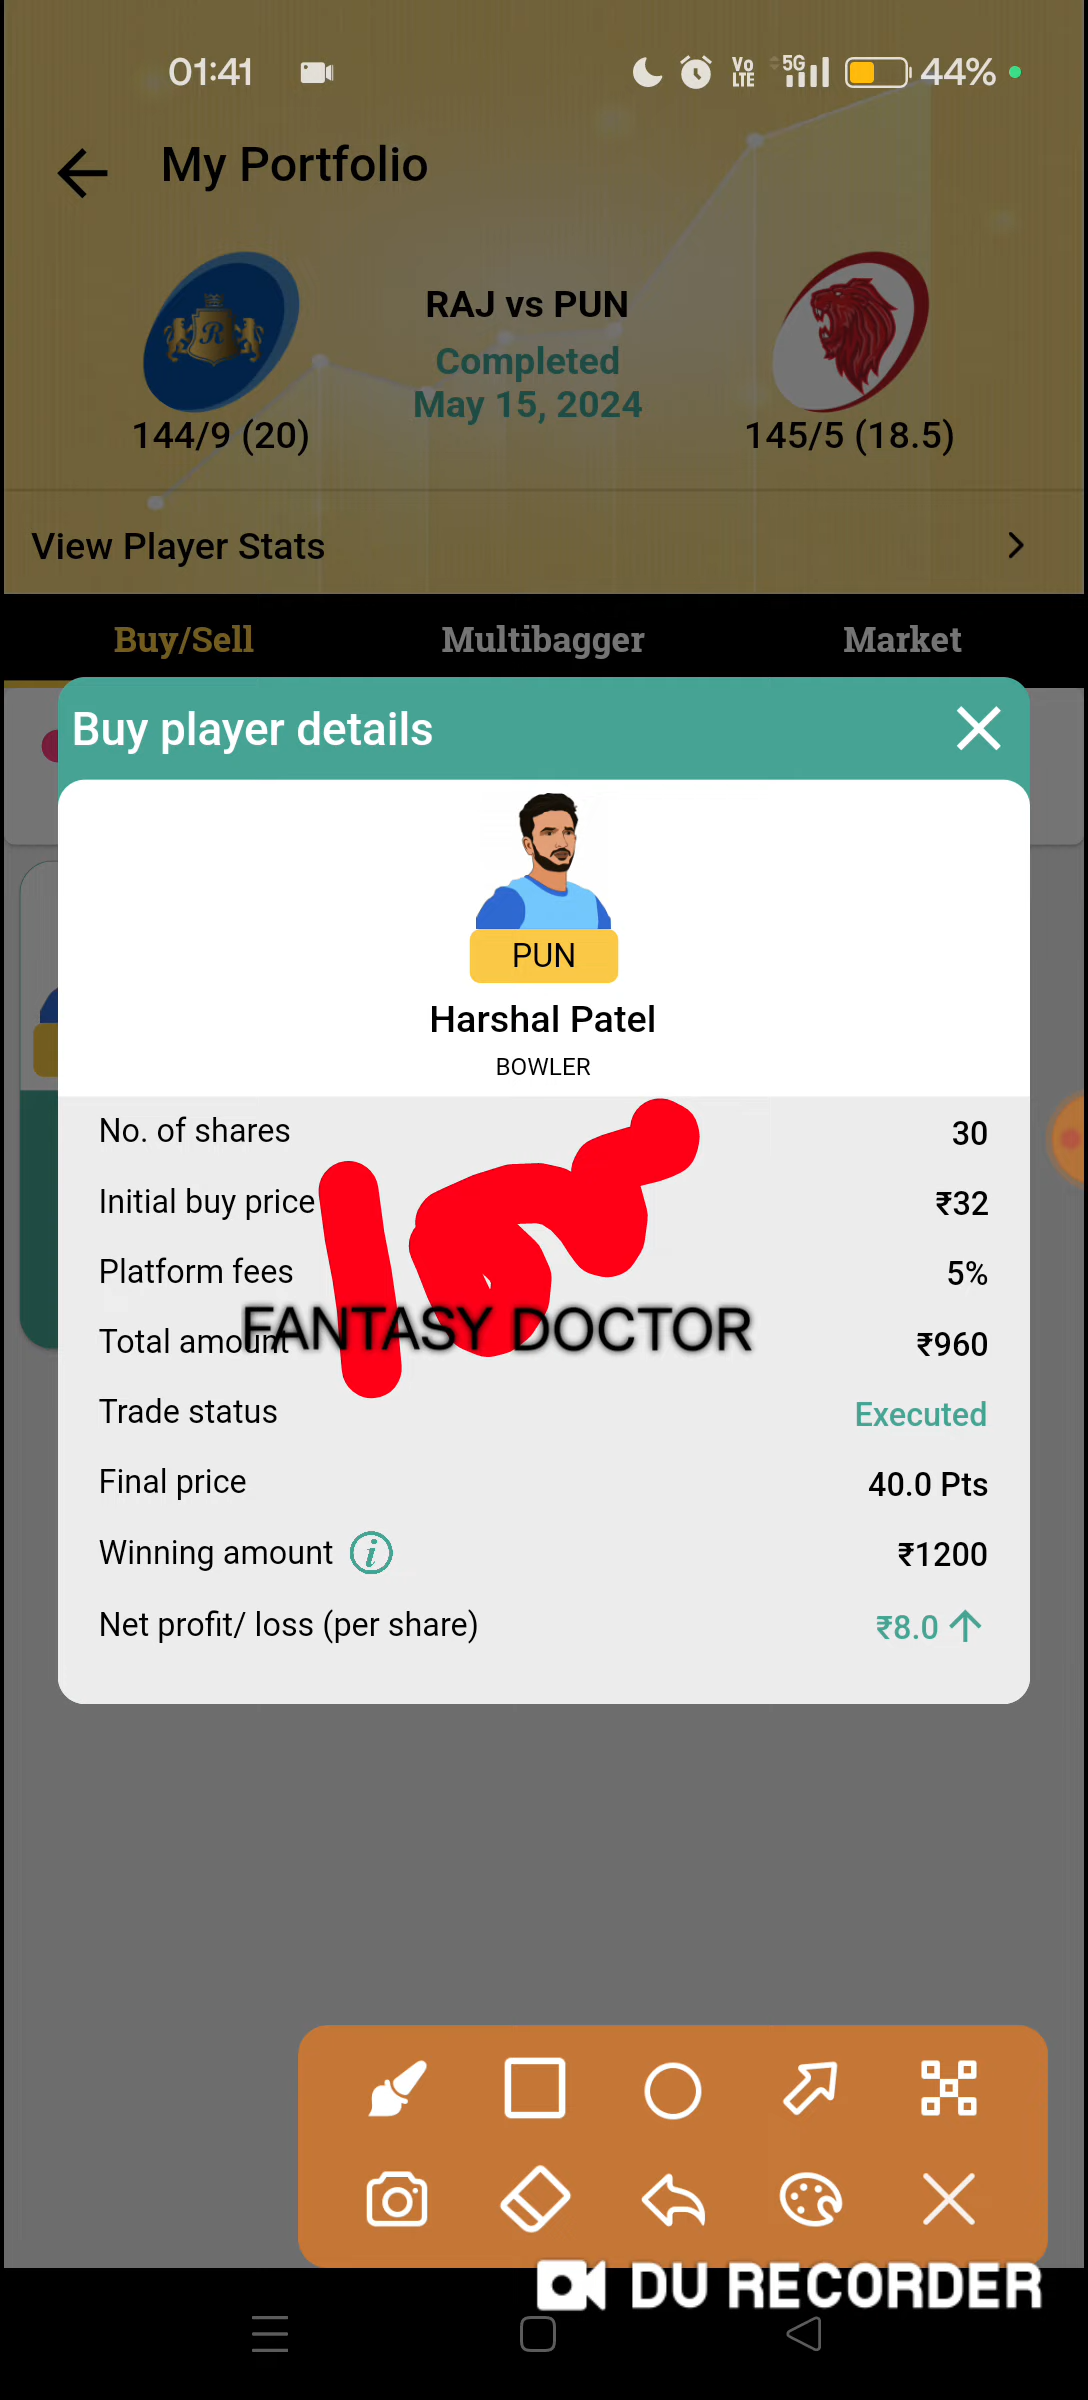 01:41
Vo LTE 5G 44%
My Portfolio
R
RAJ vs PUN
Completed
May 15, 2024
144/9 (20)
145/5 (18.5)
View Player Stats
Buy/Sell Multibagger Market
Buy player details
PUN
Harshal Patel
BOWLER
No. of shares 30
Initial buy price ₹32
Platform fees 5%
FANTASY DOCTOR
Total amount ₹960
Trade status Executed
Final price 40.0 Pts
Winning amount i ₹1200
Net profit/ loss (per share) ₹8.0
DU RECORDER